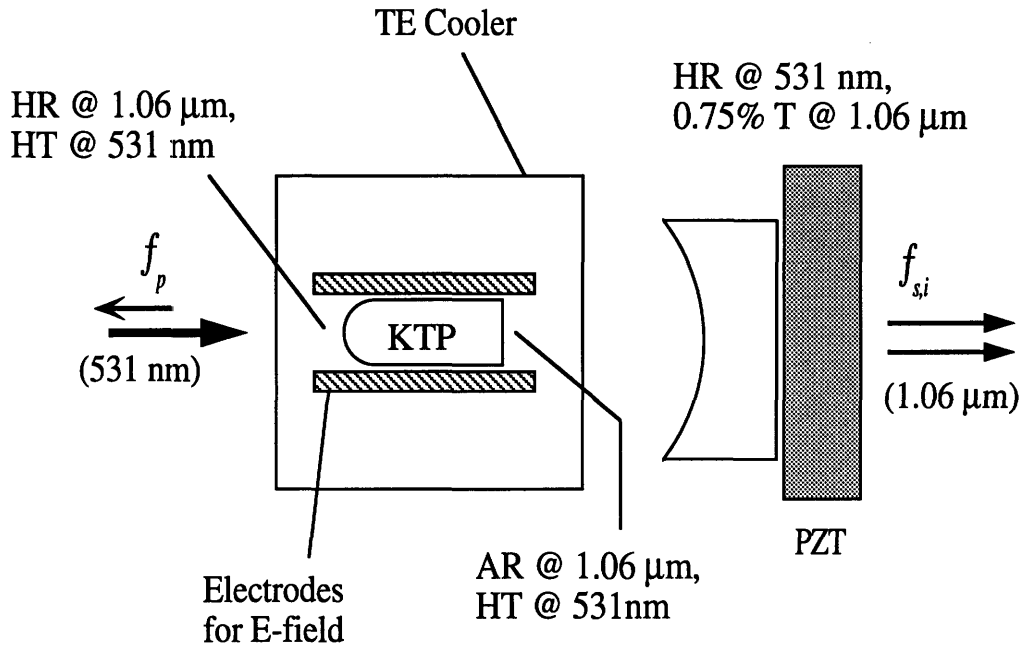 TE Cooler
HR @ 1.06 μm,
HT @ 531 nm
HR @ 531 nm,
0.75% T @ 1.06 μm
f_p
(531 nm)
KTP
f_{s,i}
(1.06 μm)
PZT
Electrodes
for E-field
AR @ 1.06 μm,
HT @ 531nm